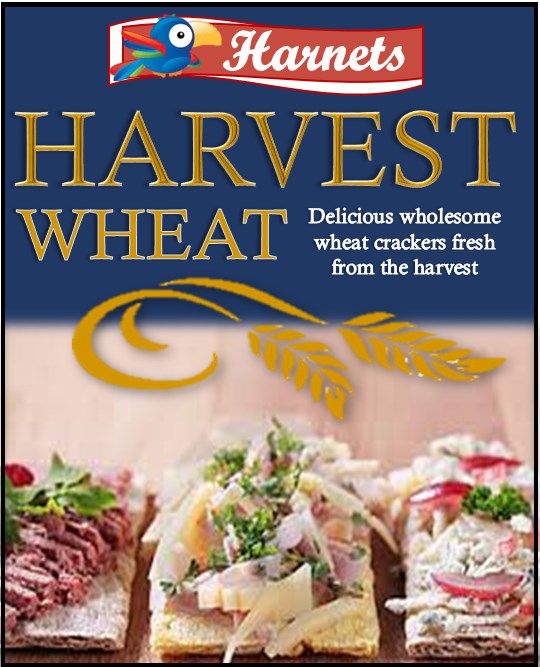 Harnets
HARVEST
WHEAT
Delicious wholesome
wheat crackers fresh
from the harvest